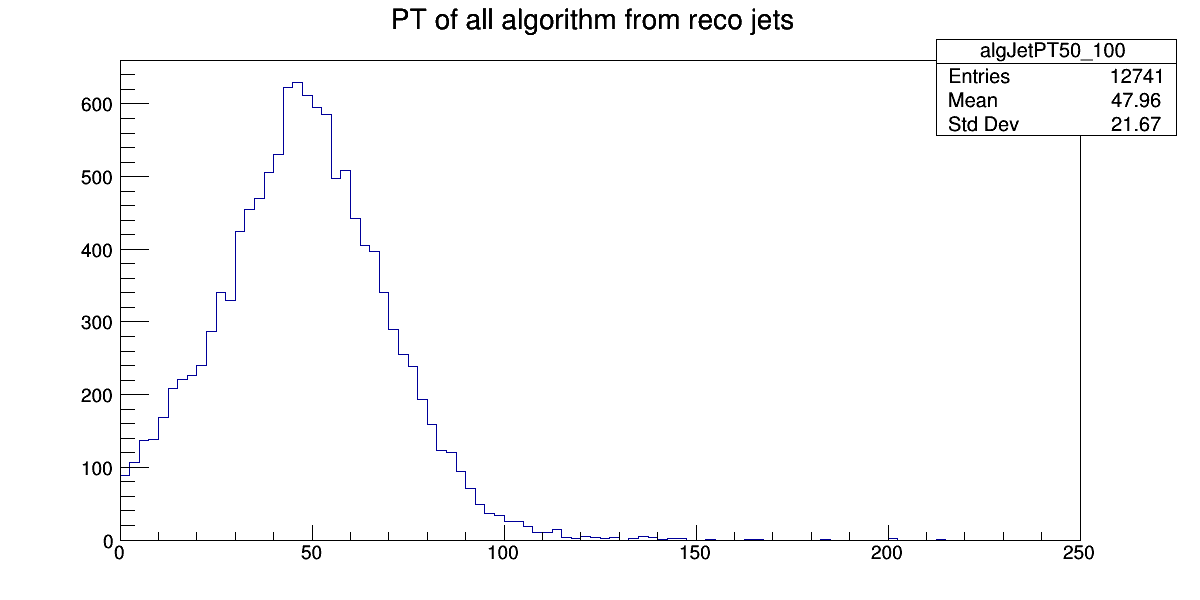 PT of all algorithm from reco jets
algJetPT50_100
Entries 12741
Mean 47.96
Std Dev 21.67
600
500
400
300
200
100
0
0 50 100 150 200 250